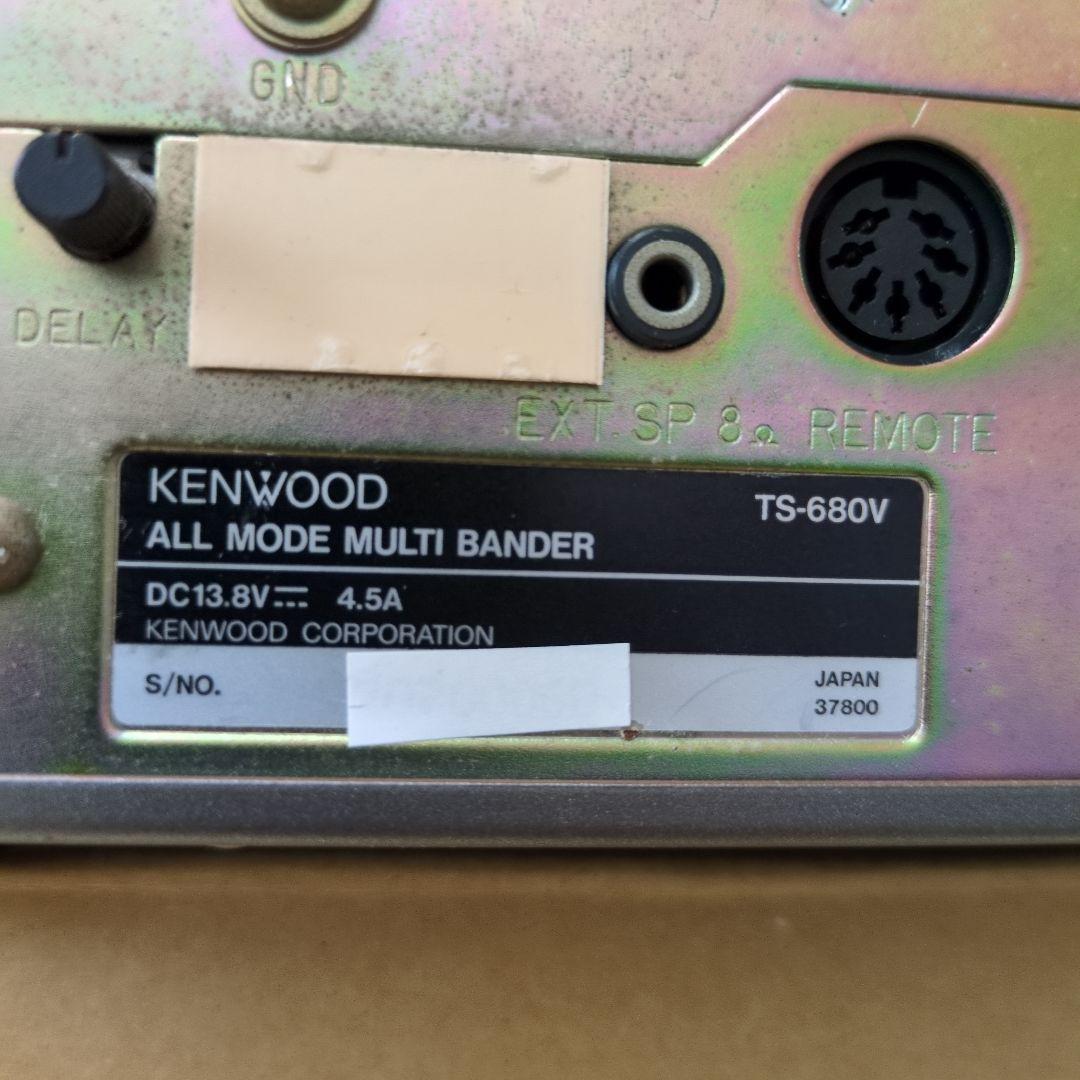 GND
DELAY
EXT. SP 8Ω REMOTE
KENWOOD
TS-680V
ALL MODE MULTI BANDER
DC13.8V⎓ 4.5A
KENWOOD CORPORATION
S/NO.
JAPAN
37800